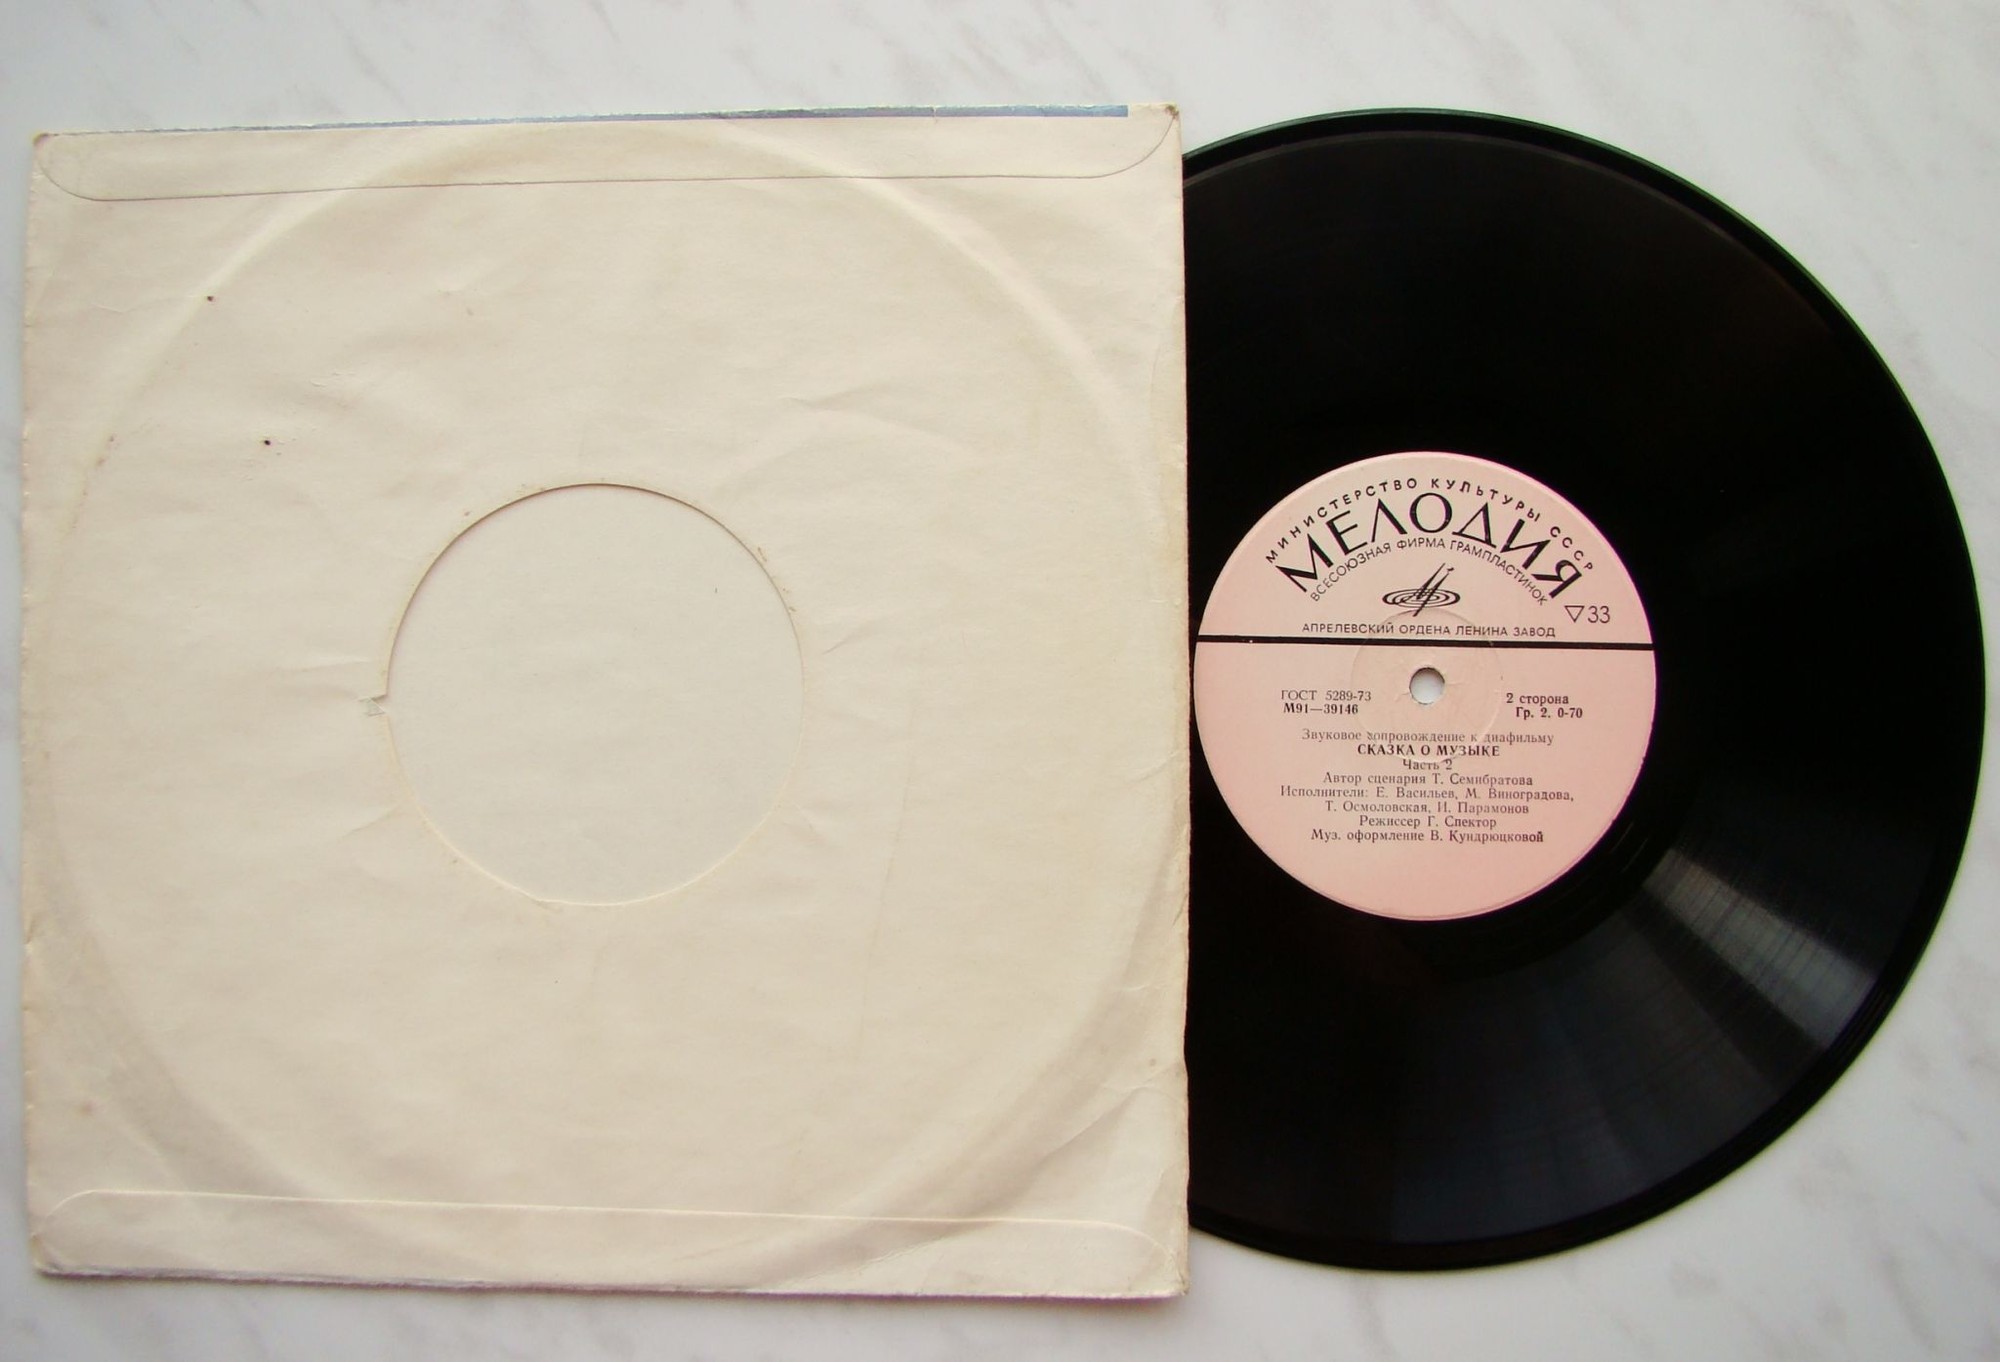 МИНИСТЕРСТВО КУЛЬТУРЫ СССР
МЕЛОДИЯ
ВСЕСОЮЗНАЯ ФИРМА ГРАМПЛАСТИНОК
▽33
АПРЕЛЕВСКИЙ ОРДЕНА ЛЕНИНА ЗАВОД
ГОСТ 5289-73
М91—39146
2 сторона
Гр. 2. 0-70
Звуковое сопровождение к диафильму
СКАЗКА О МУЗЫКЕ
Часть 2
Автор сценария Т. Семибратова
Исполнители: Е. Васильев, М. Виноградова,
Т. Осмоловская, И. Парамонов
Режиссер Г. Спектор
Муз. оформление В. Кундрюцковой